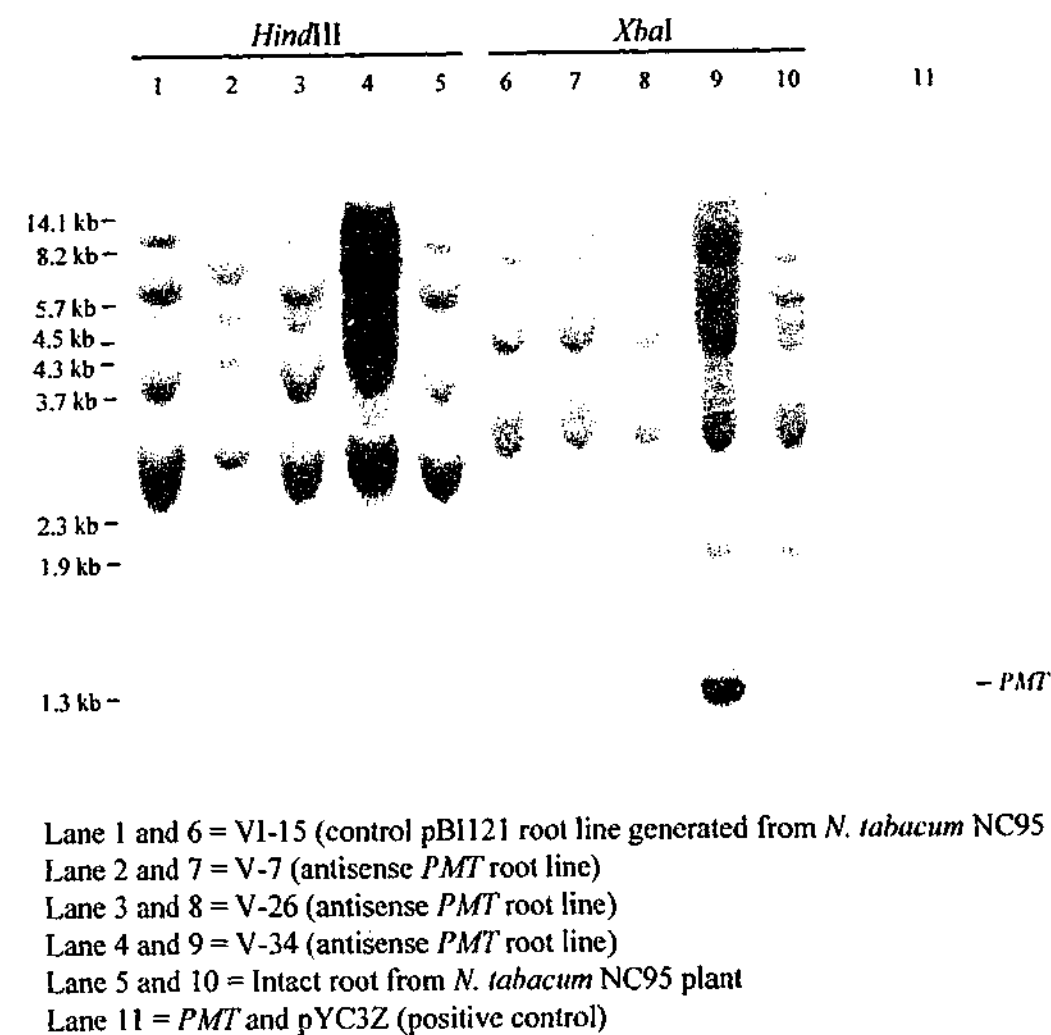 HindIII XbaI
1 2 3 4 5 6 7 8 9 10 11
14.1 kb–
8.2 kb–
5.7 kb–
4.5 kb–
4.3 kb–
3.7 kb–
2.3 kb–
1.9 kb–
1.3 kb–
– PMT
Lane 1 and 6 = VI-15 (control pBI121 root line generated from N. tabacum NC95
Lane 2 and 7 = V-7 (antisense PMT root line)
Lane 3 and 8 = V-26 (antisense PMT root line)
Lane 4 and 9 = V-34 (antisense PMT root line)
Lane 5 and 10 = Intact root from N. tabacum NC95 plant
Lane 11 = PMT and pYC3Z (positive control)